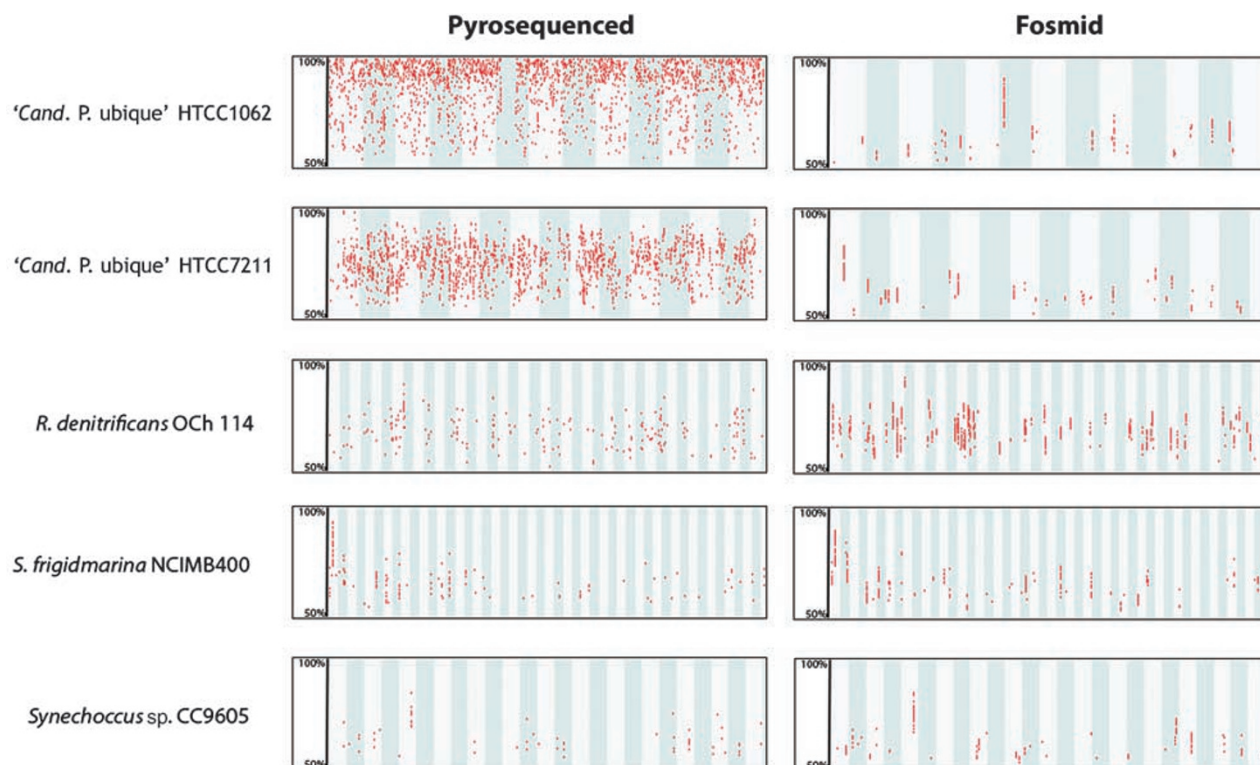 Pyrosequenced Fosmid
'Cand. P. ubique' HTCC1062 100% 50% 100% 50%
'Cand. P. ubique' HTCC7211 100% 50% 100% 50%
R. denitrificans OCh 114 100% 50% 100% 50%
S. frigidmarina NCIMB400 100% 50% 100% 50%
Synechoccus sp. CC9605 100% 50% 100% 50%